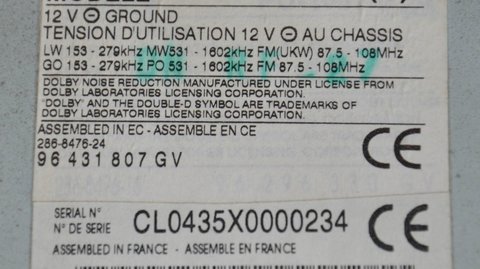 12 V ⊖ GROUND
TENSION D'UTILISATION 12 V ⊖ AU CHASSIS
LW 153 - 279kHz MW531 - 1602kHz FM(UKW) 87.5 - 108MHz
GO 153 - 279kHz PO 531 - 1602kHz FM 87.5 - 108MHz
DOLBY NOISE REDUCTION MANUFACTURED UNDER LICENSE FROM
DOLBY LABORATORIES LICENSING CORPORATION.
"DOLBY" AND THE DOUBLE-D SYMBOL ARE TRADEMARKS OF
DOLBY LABORATORIES LICENSING CORPORATION.
ASSEMBLED IN EC - ASSEMBLE EN CE
286-8476-24
96 431 807 GV
CE
SERIAL N°
N° DE SERIE
CL0435X0000234
ASSEMBLED IN FRANCE - ASSEMBLE EN FRANCE
CE